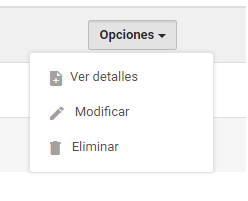 Opciones
Ver detalles
Modificar
Eliminar